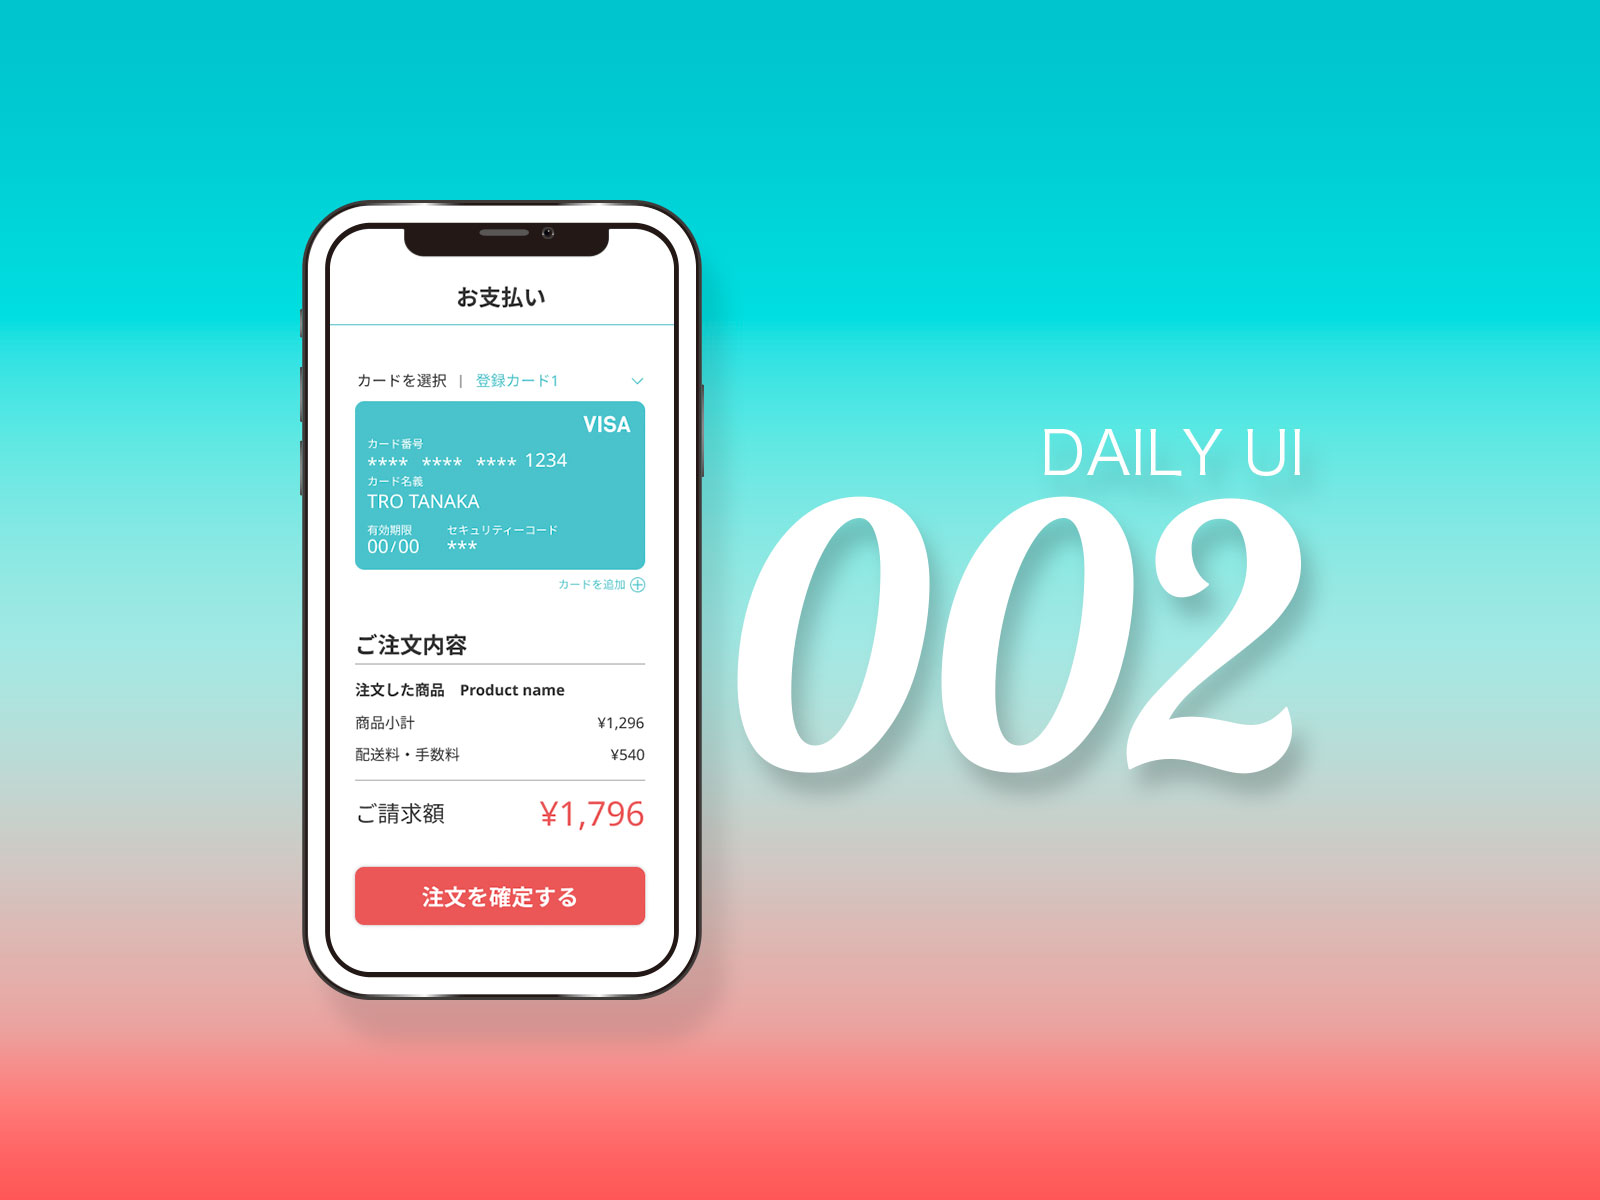 お支払い
カードを選択 | 登録カード1
VISA
カード番号
**** **** **** 1234
カード名義
TRO TANAKA
有効期限 セキュリティーコード
00/00 ***
カードを追加
ご注文内容
注文した商品 Product name
商品小計 ¥1,296
配送料・手数料 ¥540
ご請求額 ¥1,796
注文を確定する
DAILY UI
002